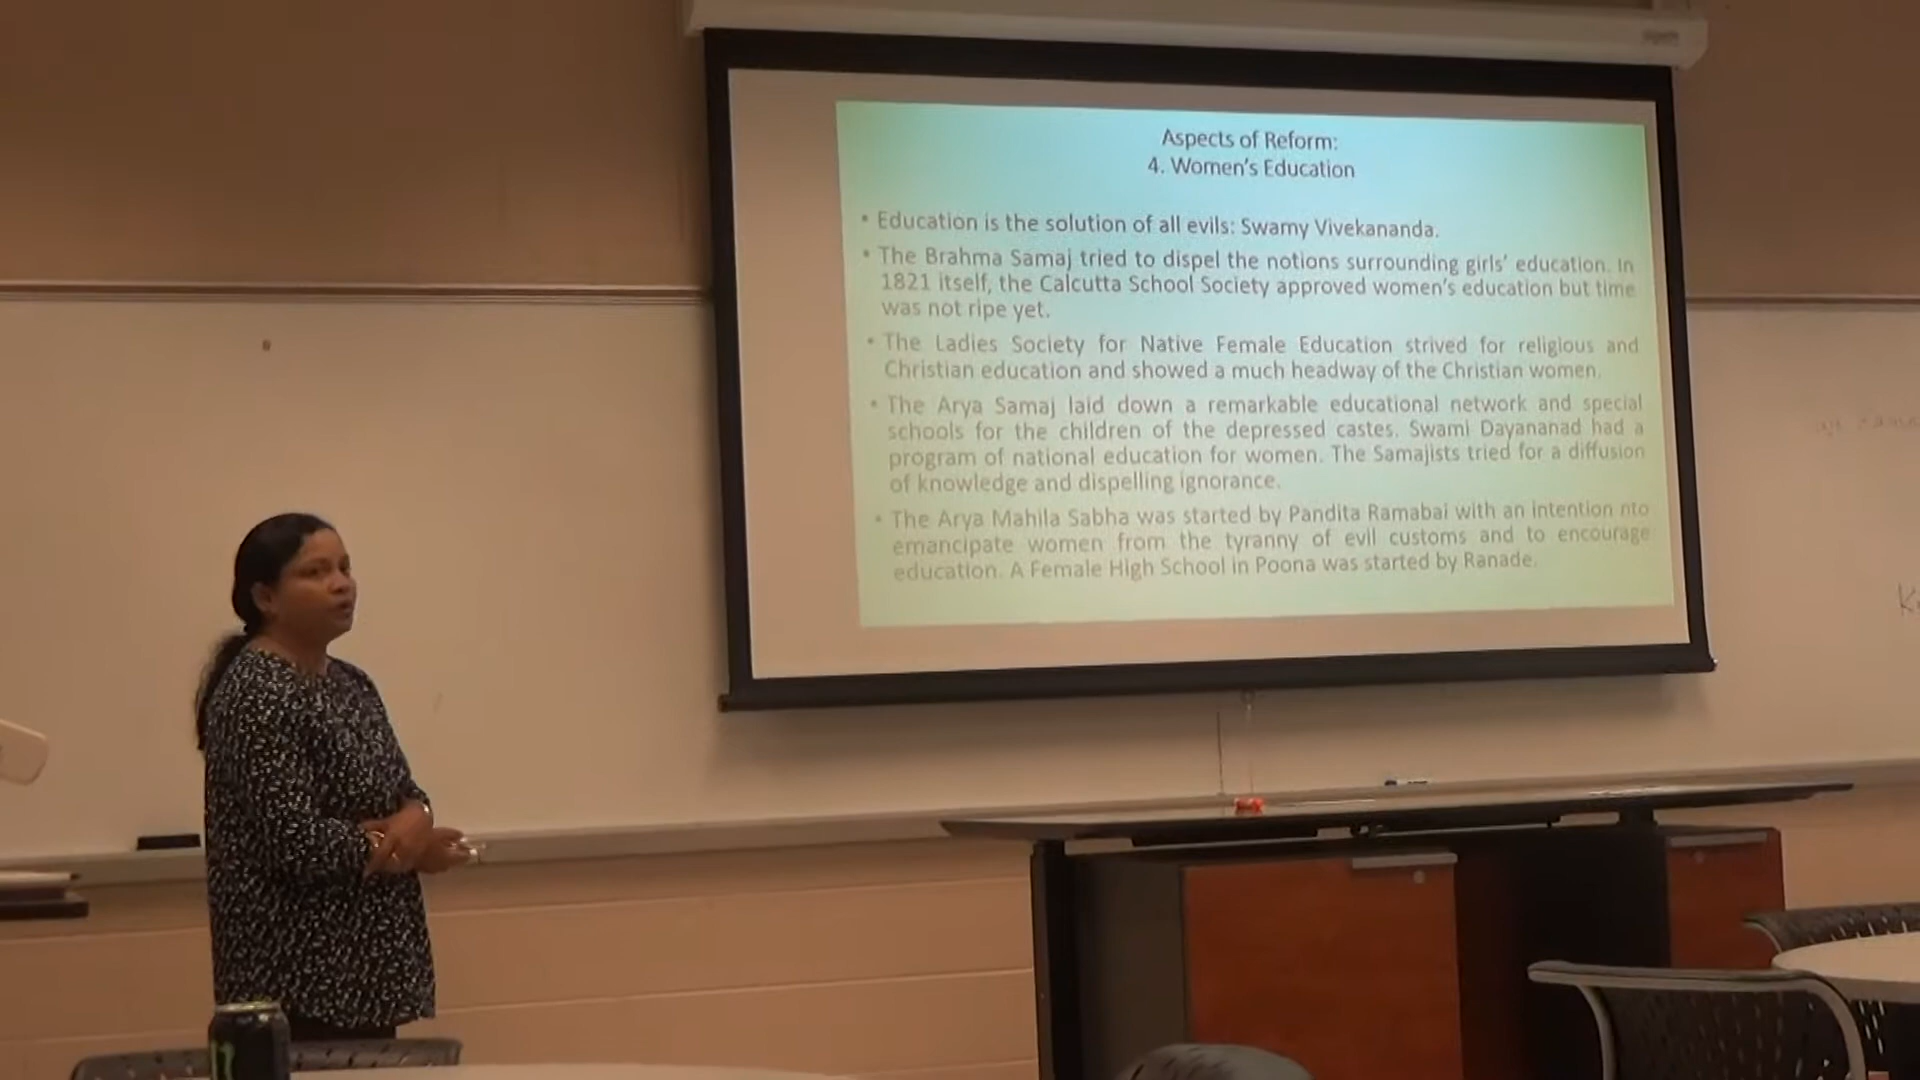 Aspects of Reform:
4. Women's Education
• Education is the solution of all evils: Swamy Vivekananda.
• The Brahma Samaj tried to dispel the notions surrounding girls' education. In
1821 itself, the Calcutta School Society approved women's education but time
was not ripe yet.
• The Ladies Society for Native Female Education strived for religious and
Christian education and showed a much headway of the Christian women.
• The Arya Samaj laid down a remarkable educational network and special
schools for the children of the depressed castes. Swami Dayananad had a
program of national education for women. The Samajists tried for a diffusion
of knowledge and dispelling ignorance.
• The Arya Mahila Sabha was started by Pandita Ramabai with an intention nto
emancipate women from the tyranny of evil customs and to encourage
education. A Female High School in Poona was started by Ranade.